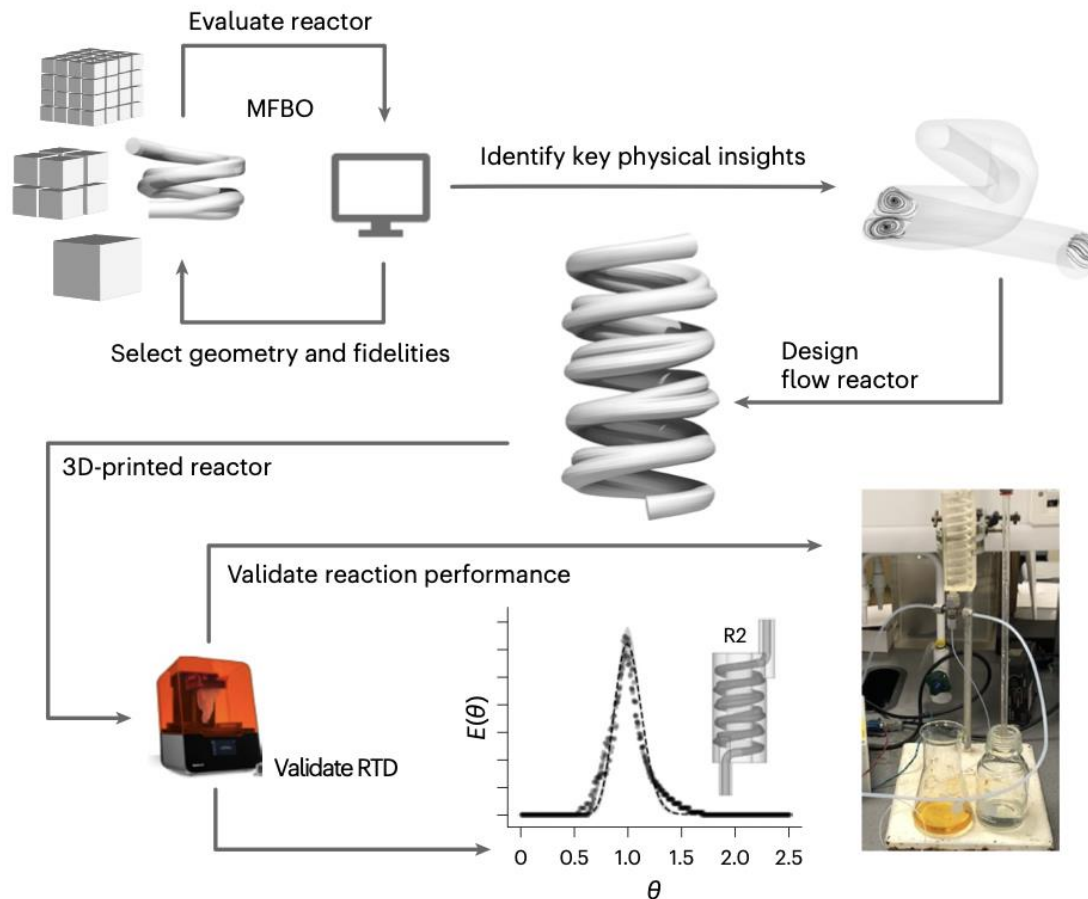 Evaluate reactor
MFBO
Identify key physical insights
Select geometry and fidelities
Design
flow reactor
3D-printed reactor
Validate reaction performance
R2
E(θ)
Validate RTD
0 0.5 1.0 1.5 2.0 2.5
θ